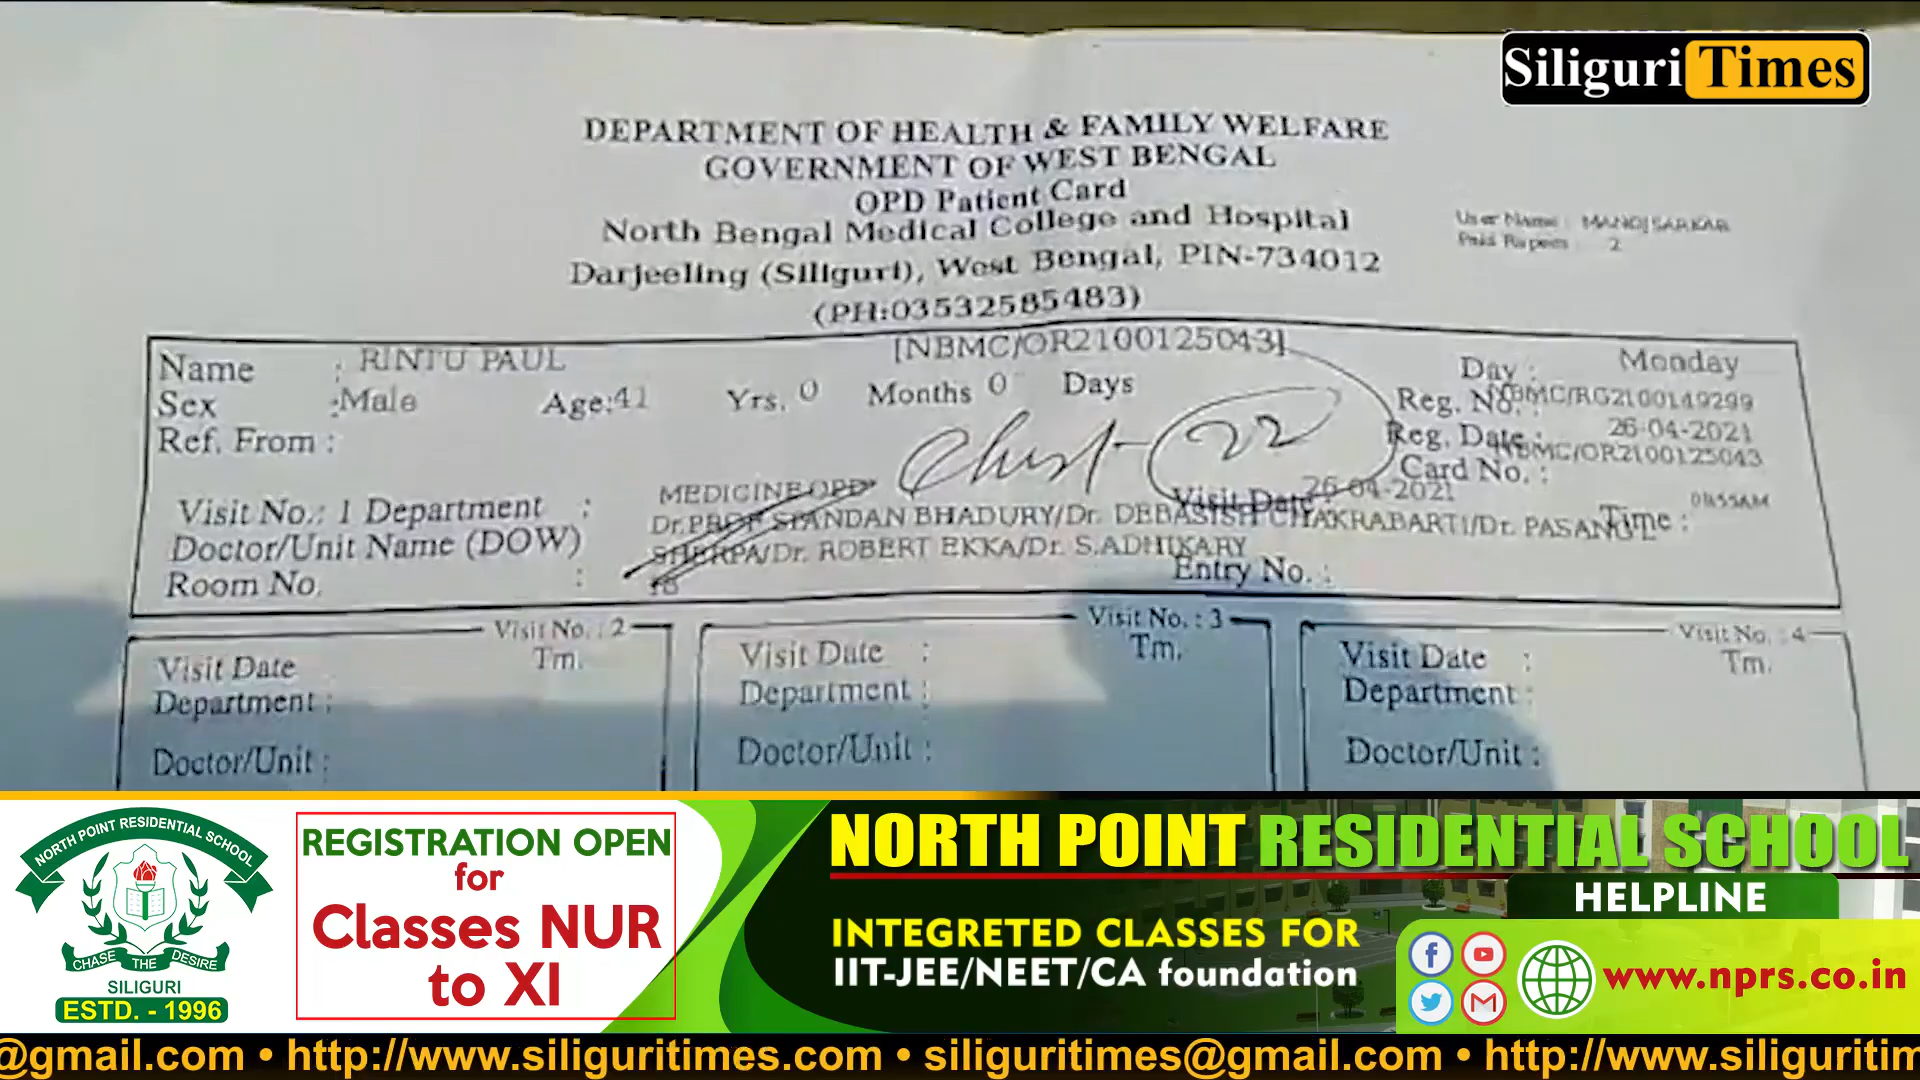 Siliguri Times
DEPARTMENT OF HEALTH & FAMILY WELFARE
GOVERNMENT OF WEST BENGAL
OPD Patient Card
North Bengal Medical College and Hospital
Darjeeling (Siliguri), West Bengal, PIN-734012
(PH:03532585483)
User Name : MANOJ SARKAR
Paid Rupees : 2
[NBMC/OR2100125043]
Name : RINTU PAUL
Day : Monday
Sex : Male Age:41 Yrs. 0 Months 0 Days
Reg. No. : NBMC/RG2100149299
Ref. From :
Chest - 22
Reg. Date : 26-04-2021
Card No. : NBMC/OR2100125043
Visit No.: 1 Department : MEDICINE OPD
Visit Date 26-04-2021
Time :
Doctor/Unit Name (DOW) Dr.PROF SPANDAN BHADURY/Dr. DEBASISH CHAKRABARTI/Dr. PASANG
SHERPA/Dr. ROBERT EKKA/Dr. S.ADHIKARY
Room No. :
Entry No. :
Visit No. : 2
Visit Date Tm.
Department :
Doctor/Unit :
Visit No. : 3
Visit Date : Tm.
Department :
Doctor/Unit :
Visit No. : 4
Visit Date : Tm.
Department :
Doctor/Unit :
NORTH POINT RESIDENTIAL SCHOOL
CHASE THE DESIRE
SILIGURI
ESTD. - 1996
REGISTRATION OPEN
for
Classes NUR
to XI
NORTH POINT RESIDENTIAL SCHOOL
HELPLINE
INTEGRETED CLASSES FOR
IIT-JEE/NEET/CA foundation
www.nprs.co.in
@gmail.com • http://www.siliguritimes.com • siliguritimes@gmail.com • http://www.siliguritim